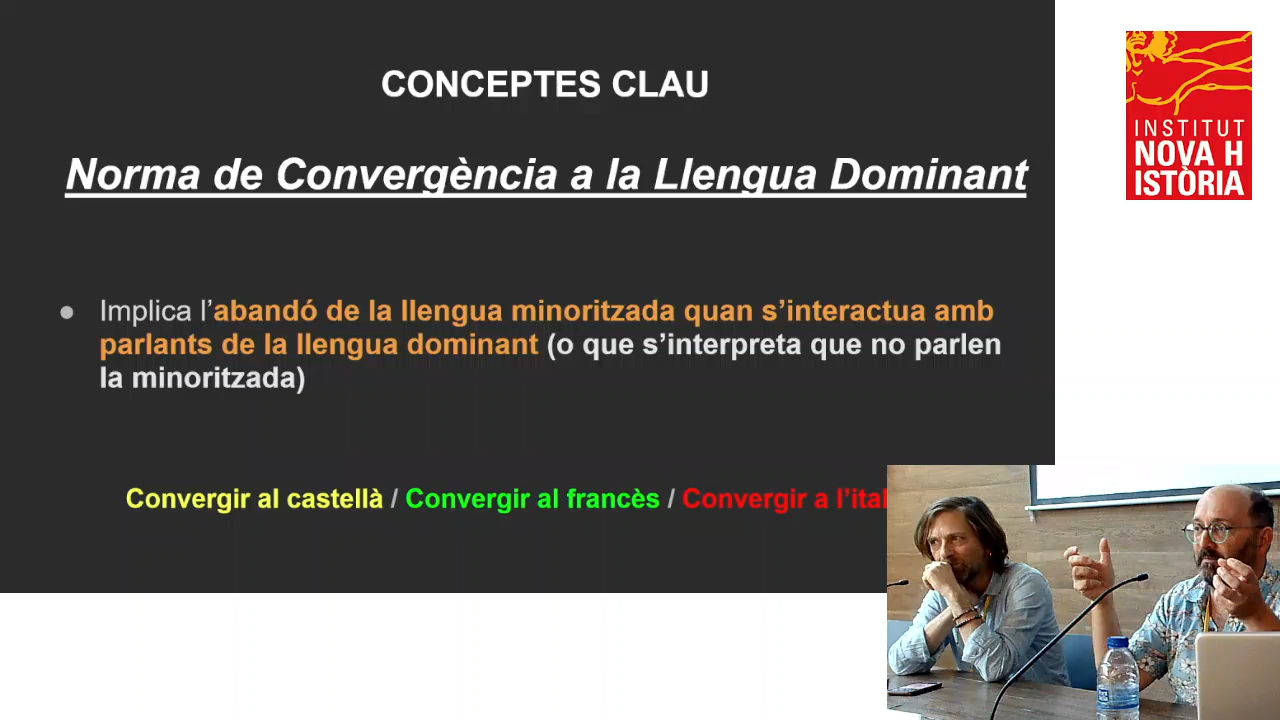 CONCEPTES CLAU
Norma de Convergència a la Llengua Dominant
● Implica l’abandó de la llengua minoritzada quan s’interactua amb
parlants de la llengua dominant (o que s’interpreta que no parlen
la minoritzada)
Convergir al castellà / Convergir al francès / Convergir a l’ital
INSTITUT
NOVA H
ISTÒRIA